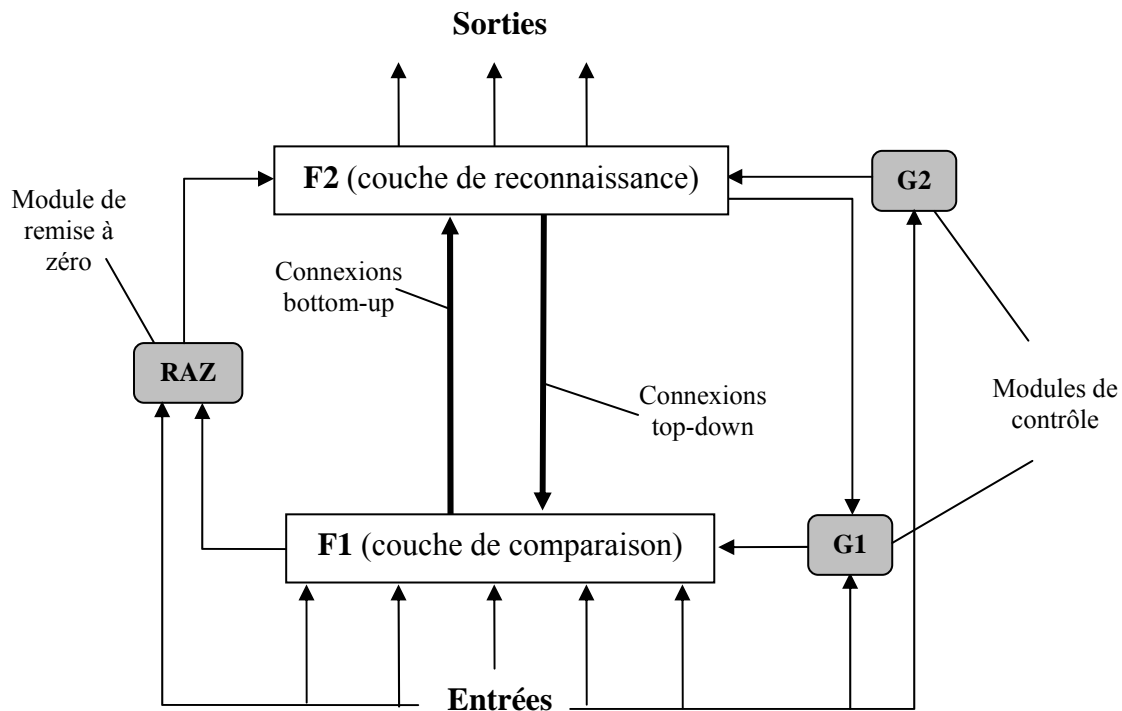 Sorties
F2 (couche de reconnaissance)
G2
Module de
remise à
zéro
Connexions
bottom-up
RAZ
Connexions
top-down
Modules de
contrôle
F1 (couche de comparaison)
G1
Entrées